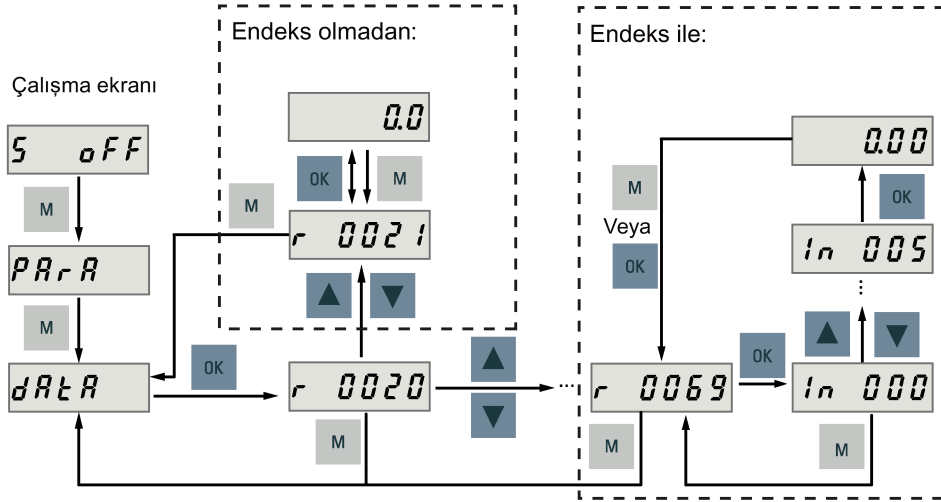 Endeks olmadan:
Endeks ile:
Çalışma ekranı
0.0
0.00
S oFF
OK
M
M
M
OK
M
Veya
r 0021
In 005
PArA
OK
M
OK
dAtA
r 0020
r 0069
In 000
M
M
M